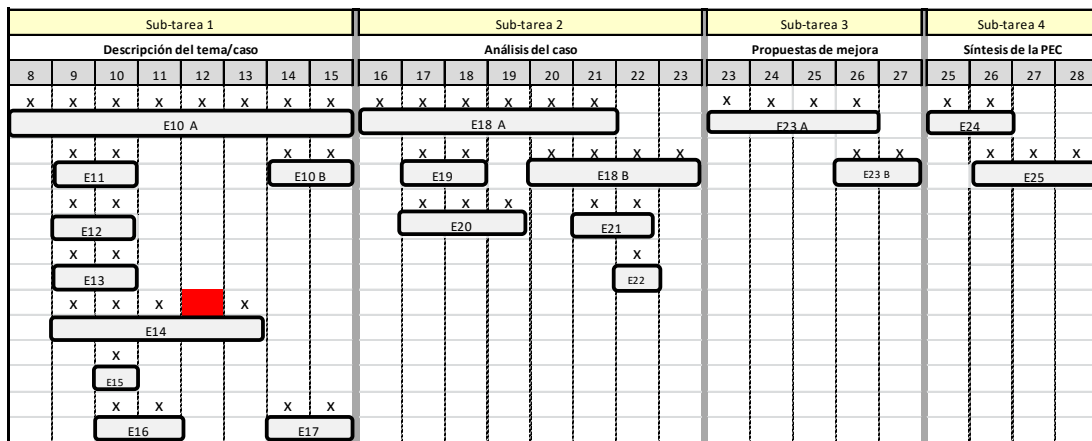 Sub-tarea 1 Sub-tarea 2 Sub-tarea 3 Sub-tarea 4
Descripción del tema/caso Análisis del caso Propuestas de mejora Síntesis de la PEC
8 9 10 11 12 13 14 15 16 17 18 19 20 21 22 23 23 24 25 26 27 25 26 27 28
X X X X X X X X X X X X X X X X X X X X
E10 A E18 A E23 A E24
X X X X X X X X X X X X X X X
E11 E10 B E19 E18 B E23 B E25
X X X X X X X
E12 E20 E21
X X X
E13 E22
X X X X
E14
X
E15
X X X X
E16 E17